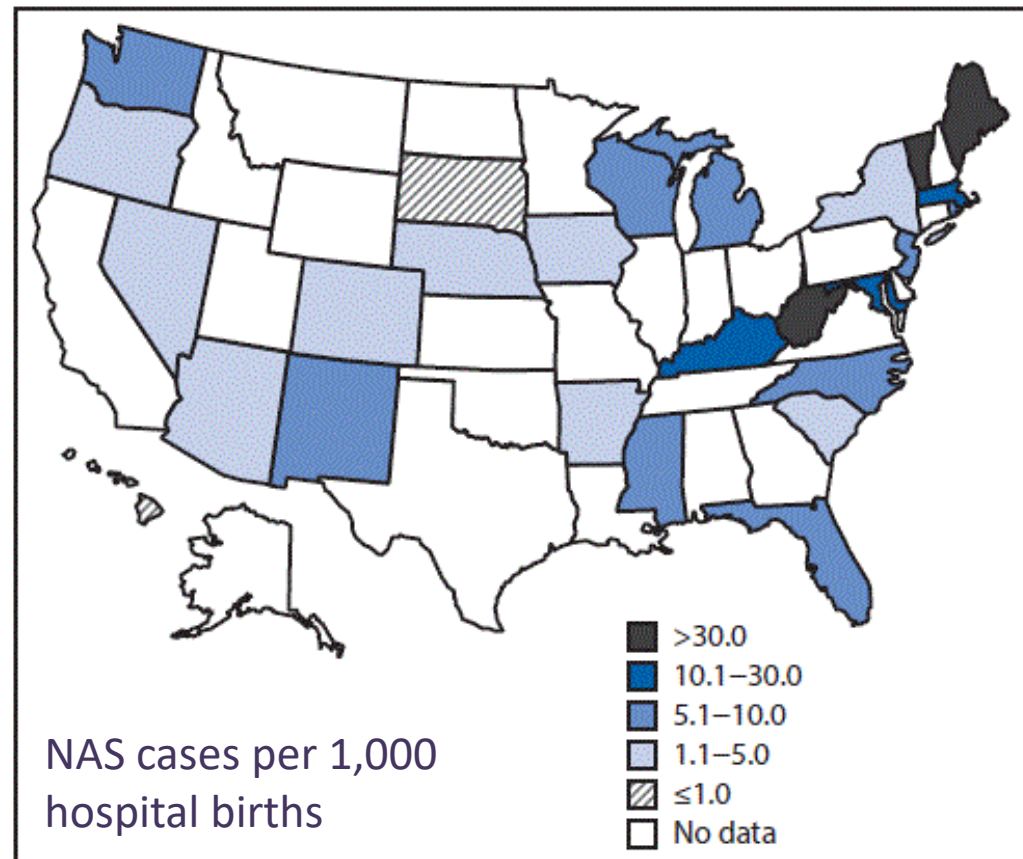 >30.0
10.1–30.0
5.1–10.0
1.1–5.0
≤1.0
No data
NAS cases per 1,000
hospital births